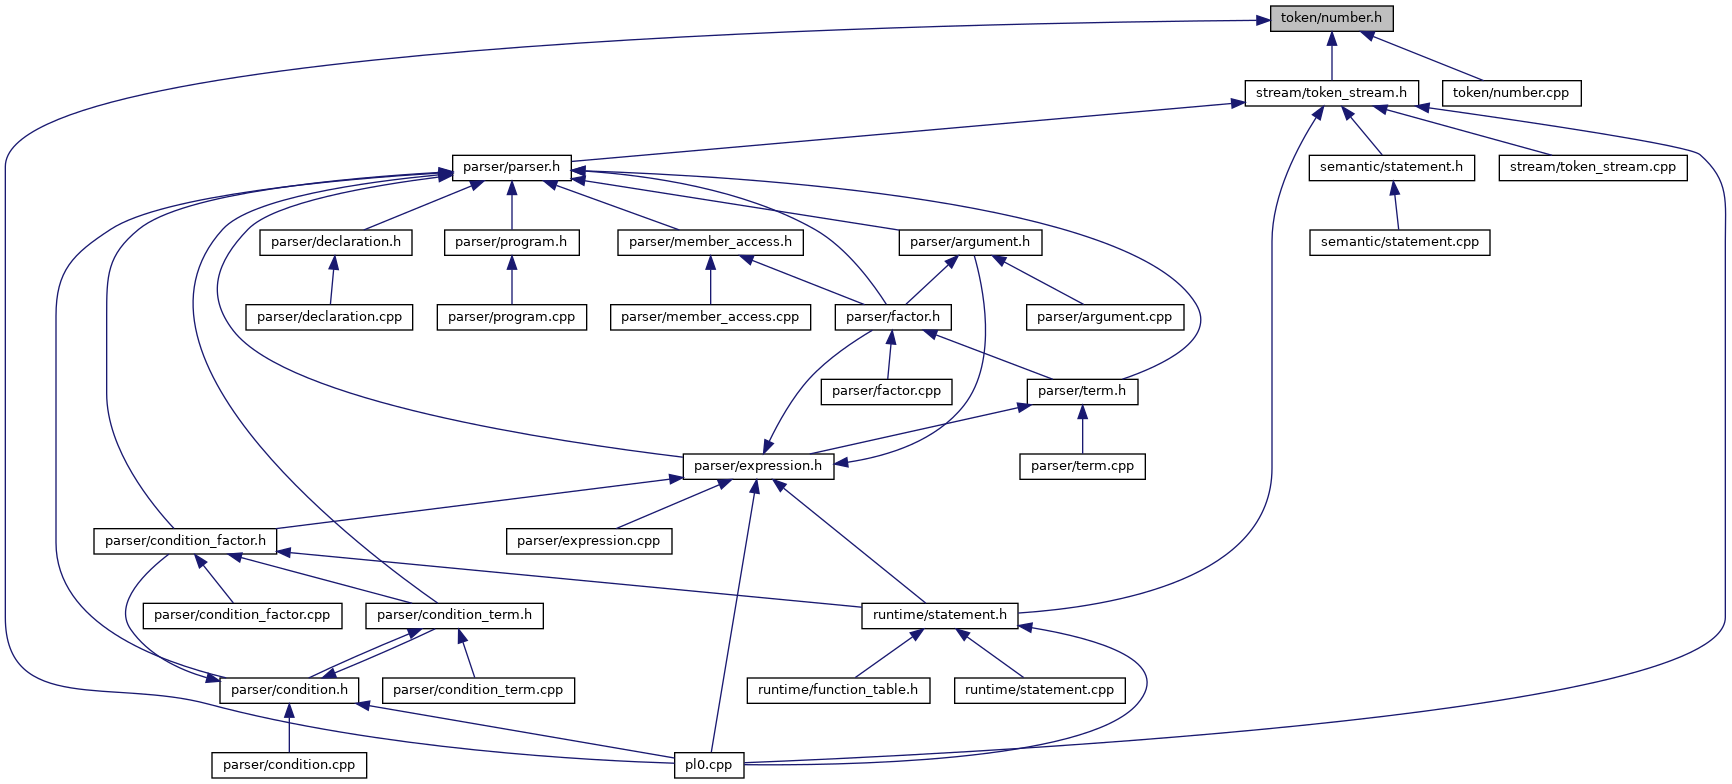 token/number.h
stream/token_stream.h
token/number.cpp
parser/parser.h
semantic/statement.h
stream/token_stream.cpp
parser/declaration.h
parser/program.h
parser/member_access.h
parser/argument.h
semantic/statement.cpp
parser/declaration.cpp
parser/program.cpp
parser/member_access.cpp
parser/factor.h
parser/argument.cpp
parser/factor.cpp
parser/term.h
parser/expression.h
parser/term.cpp
parser/condition_factor.h
parser/expression.cpp
parser/condition_factor.cpp
parser/condition_term.h
runtime/statement.h
parser/condition.h
parser/condition_term.cpp
runtime/function_table.h
runtime/statement.cpp
parser/condition.cpp
pl0.cpp